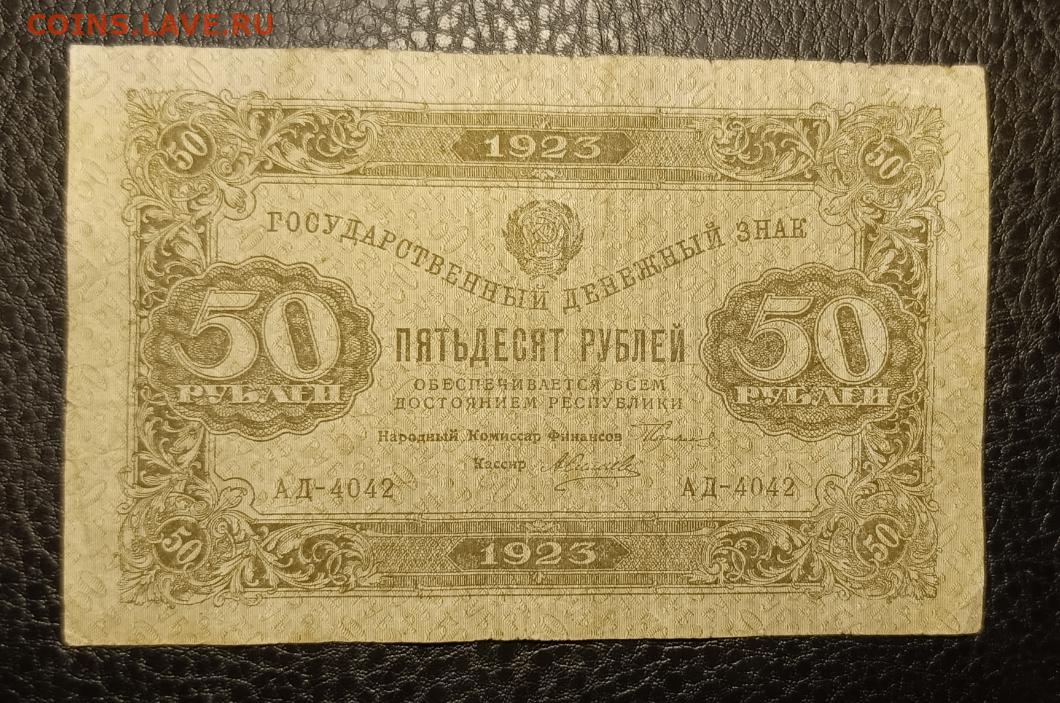 COINS.LAVE.RU
50 1923 50
ГОСУДАРСТВЕННЫЙ ДЕНЕЖНЫЙ ЗНАК
50 РУБЛЕЙ
ПЯТЬДЕСЯТ РУБЛЕЙ
ОБЕСПЕЧИВАЕТСЯ ВСЕМ
ДОСТОЯНИЕМ РЕСПУБЛИКИ
50 РУБЛЕЙ
Народный Комиссар Финансов
Кассир
АД-4042 АД-4042
50 1923 50